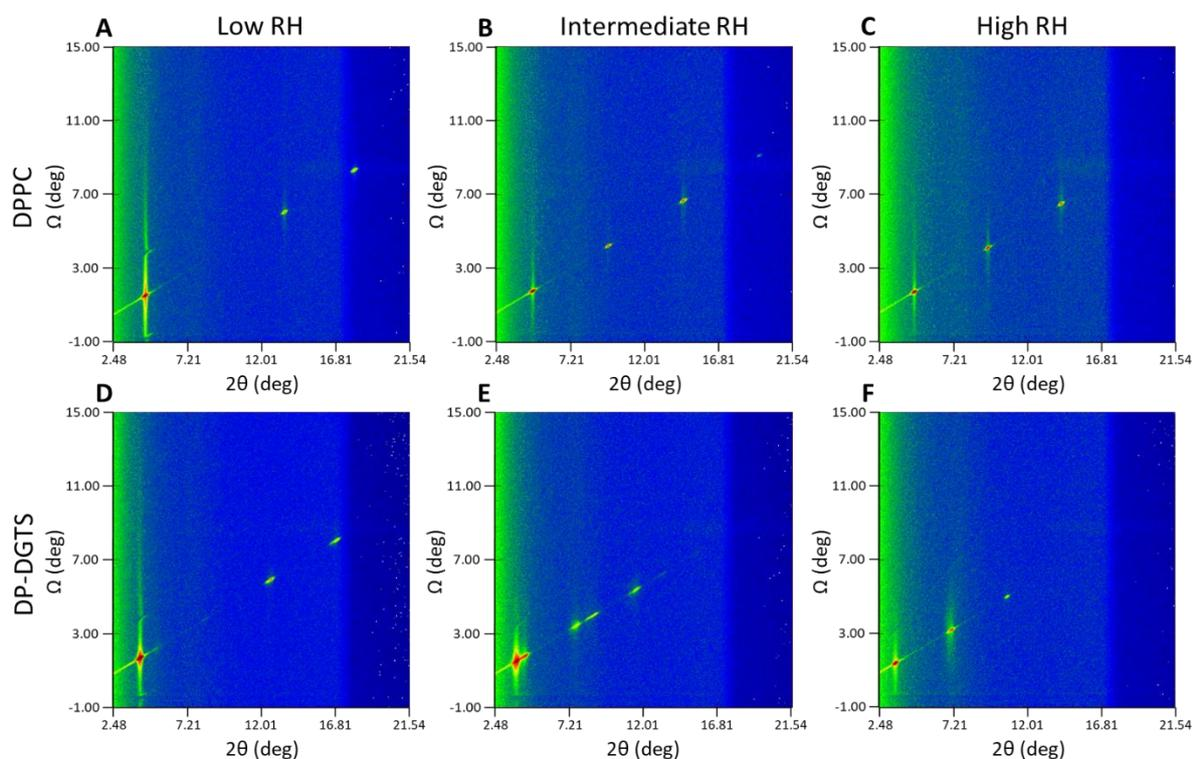 A Low RH B Intermediate RH C High RH
15.00 15.00 15.00
11.00 11.00 11.00
DPPC Ω (deg) 7.00 Ω (deg) 7.00 Ω (deg) 7.00
3.00 3.00 3.00
-1.00 -1.00 -1.00
2.48 7.21 12.01 16.81 21.54 2.48 7.21 12.01 16.81 21.54 2.48 7.21 12.01 16.81 21.54
2θ (deg) 2θ (deg) 2θ (deg)
D E F
15.00 15.00 15.00
11.00 11.00 11.00
DP-DGTS Ω (deg) 7.00 Ω (deg) 7.00 Ω (deg) 7.00
3.00 3.00 3.00
-1.00 -1.00 -1.00
2.48 7.21 12.01 16.81 21.54 2.48 7.21 12.01 16.81 21.54 2.48 7.21 12.01 16.81 21.54
2θ (deg) 2θ (deg) 2θ (deg)